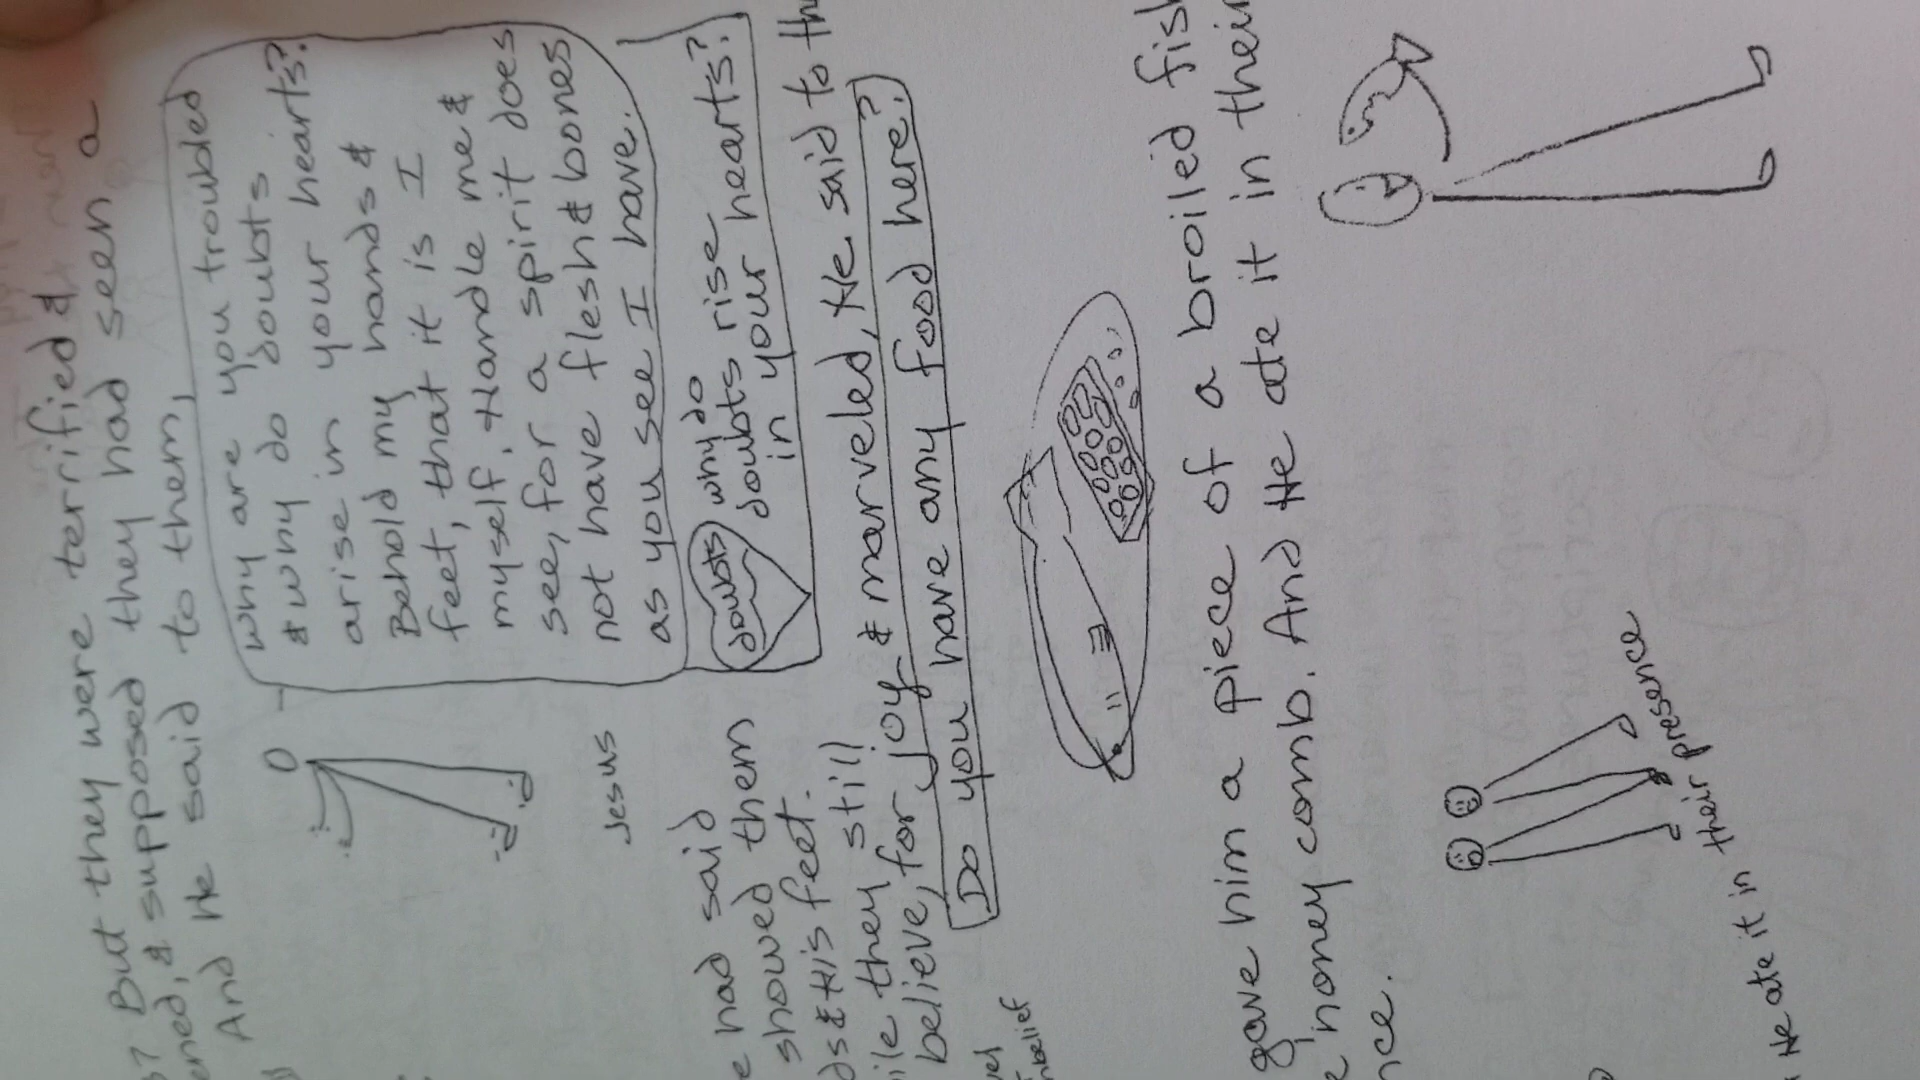 ? But they were terrified &
ened, & supposed they had seen a
And He said to them,
Why are you troubled
& why do doubts
arise in your hearts?
Behold my hands &
feet, that it is I
myself. Handle me &
see, for a spirit does
not have flesh & bones
as you see I have.
Jesus
doubts
why do
doubts rise
in your hearts?
e had said
showed them
ds & His feet.
ile they still
believe, for joy & marveled, He said to th
Do you have any food here?
vel
nbelief
gave him a piece of a broiled fish
e honey comb. And He ate it in their
nce.
He ate it in their presence